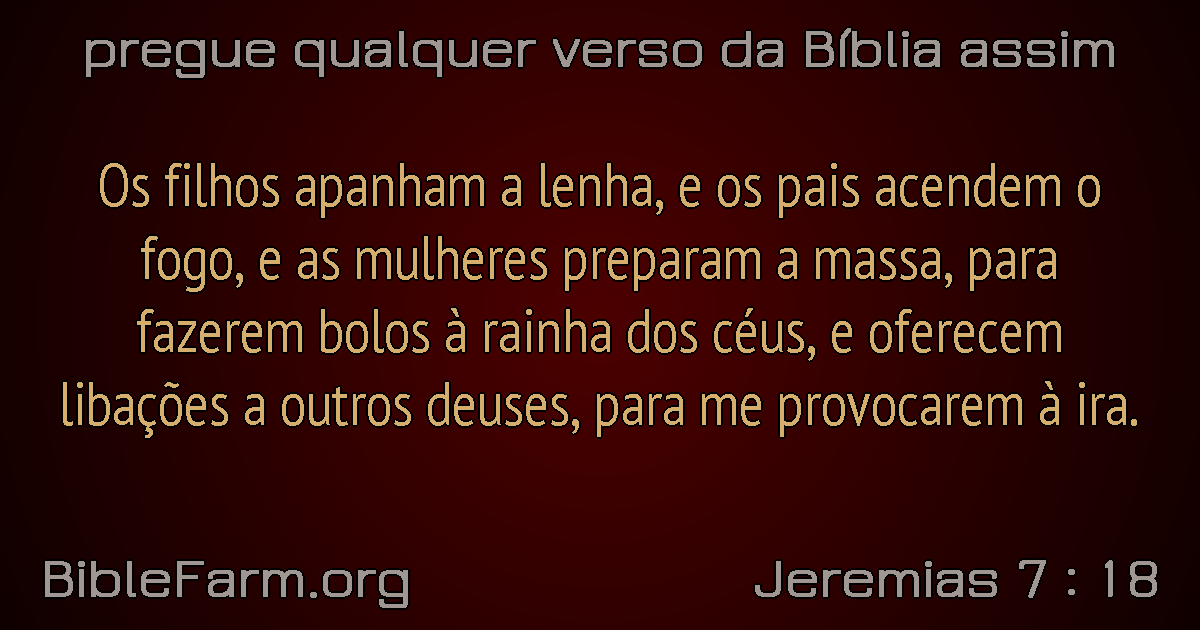 pregue qualquer verso da Bíblia assim
Os filhos apanham a lenha, e os pais acendem o
fogo, e as mulheres preparam a massa, para
fazerem bolos à rainha dos céus, e oferecem
libações a outros deuses, para me provocarem à ira.
BibleFarm.org
Jeremias 7 : 18